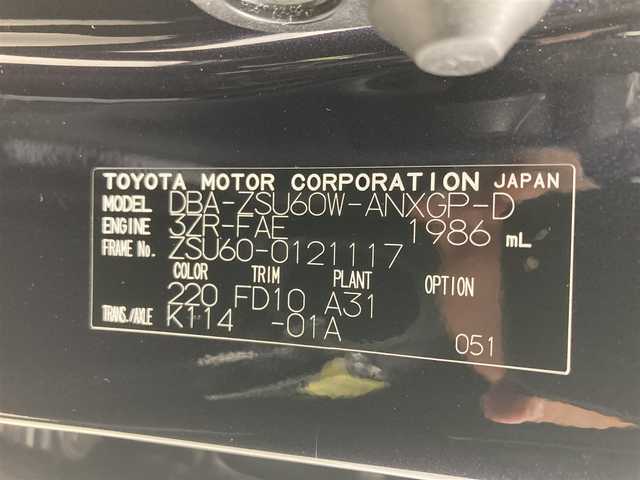 TOYOTA MOTOR CORPORATION JAPAN
MODEL DBA-ZSU60W-ANXGP-D
ENGINE 3ZR-FAE 1986 mL
FRAME No. ZSU60-0121117
COLOR TRIM PLANT OPTION
220 FD10 A31
TRANS./AXLE K114 -01A
051